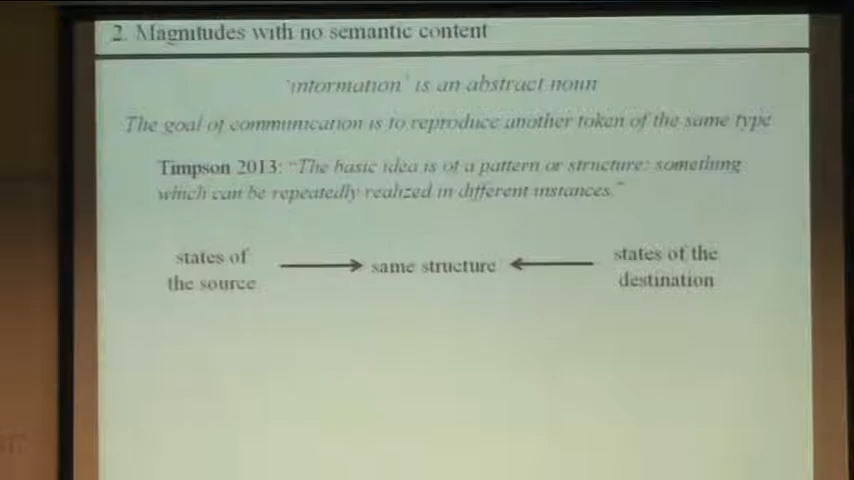 2. Magnitudes with no semantic content
'information' is an abstract noun
The goal of communication is to reproduce another token of the same type
Timpson 2013: "The basic idea is of a pattern or structure: something
which can be repeatedly realized in different instances."
states of
the source
same structure
states of the
destination